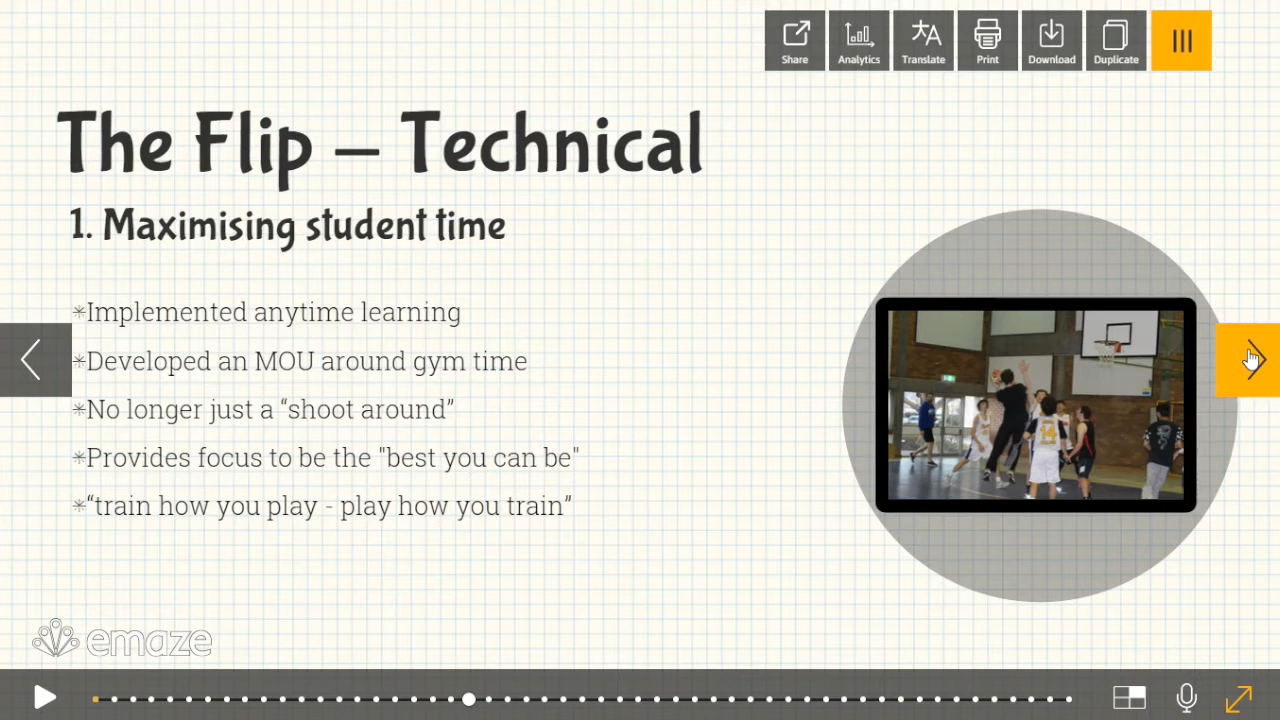 Share
Analytics
Translate
Print
Download
Duplicate
The Flip – Technical
1. Maximising student time
*Implemented anytime learning
*Developed an MOU around gym time
*No longer just a “shoot around”
*Provides focus to be the "best you can be"
*“train how you play - play how you train”
14
emaze